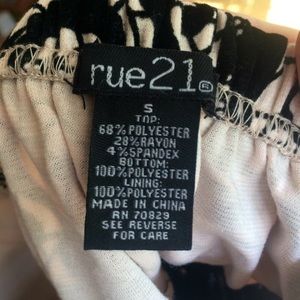 rue21®
S
TOP:
68%POLYESTER
28%RAYON
4%SPANDEX
BOTTOM:
100%POLYESTER
LINING:
100%POLYESTER
MADE IN CHINA
RN 70829
SEE REVERSE
FOR CARE